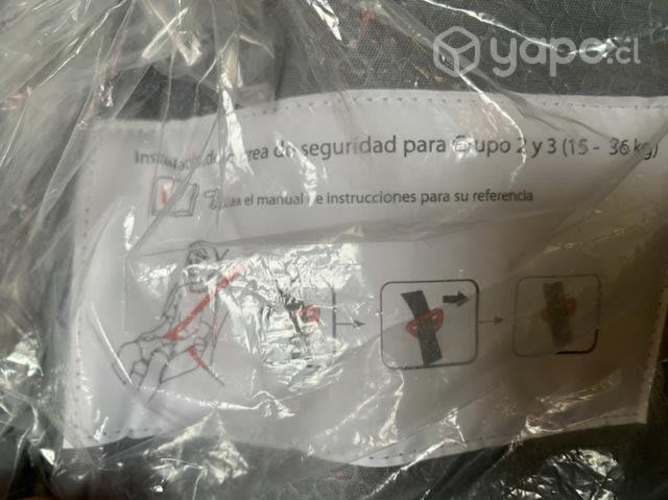 yapo.cl
seguridad para Grupo 2 y 3 (15 - 36 kg)
el manual de instrucciones para su referencia